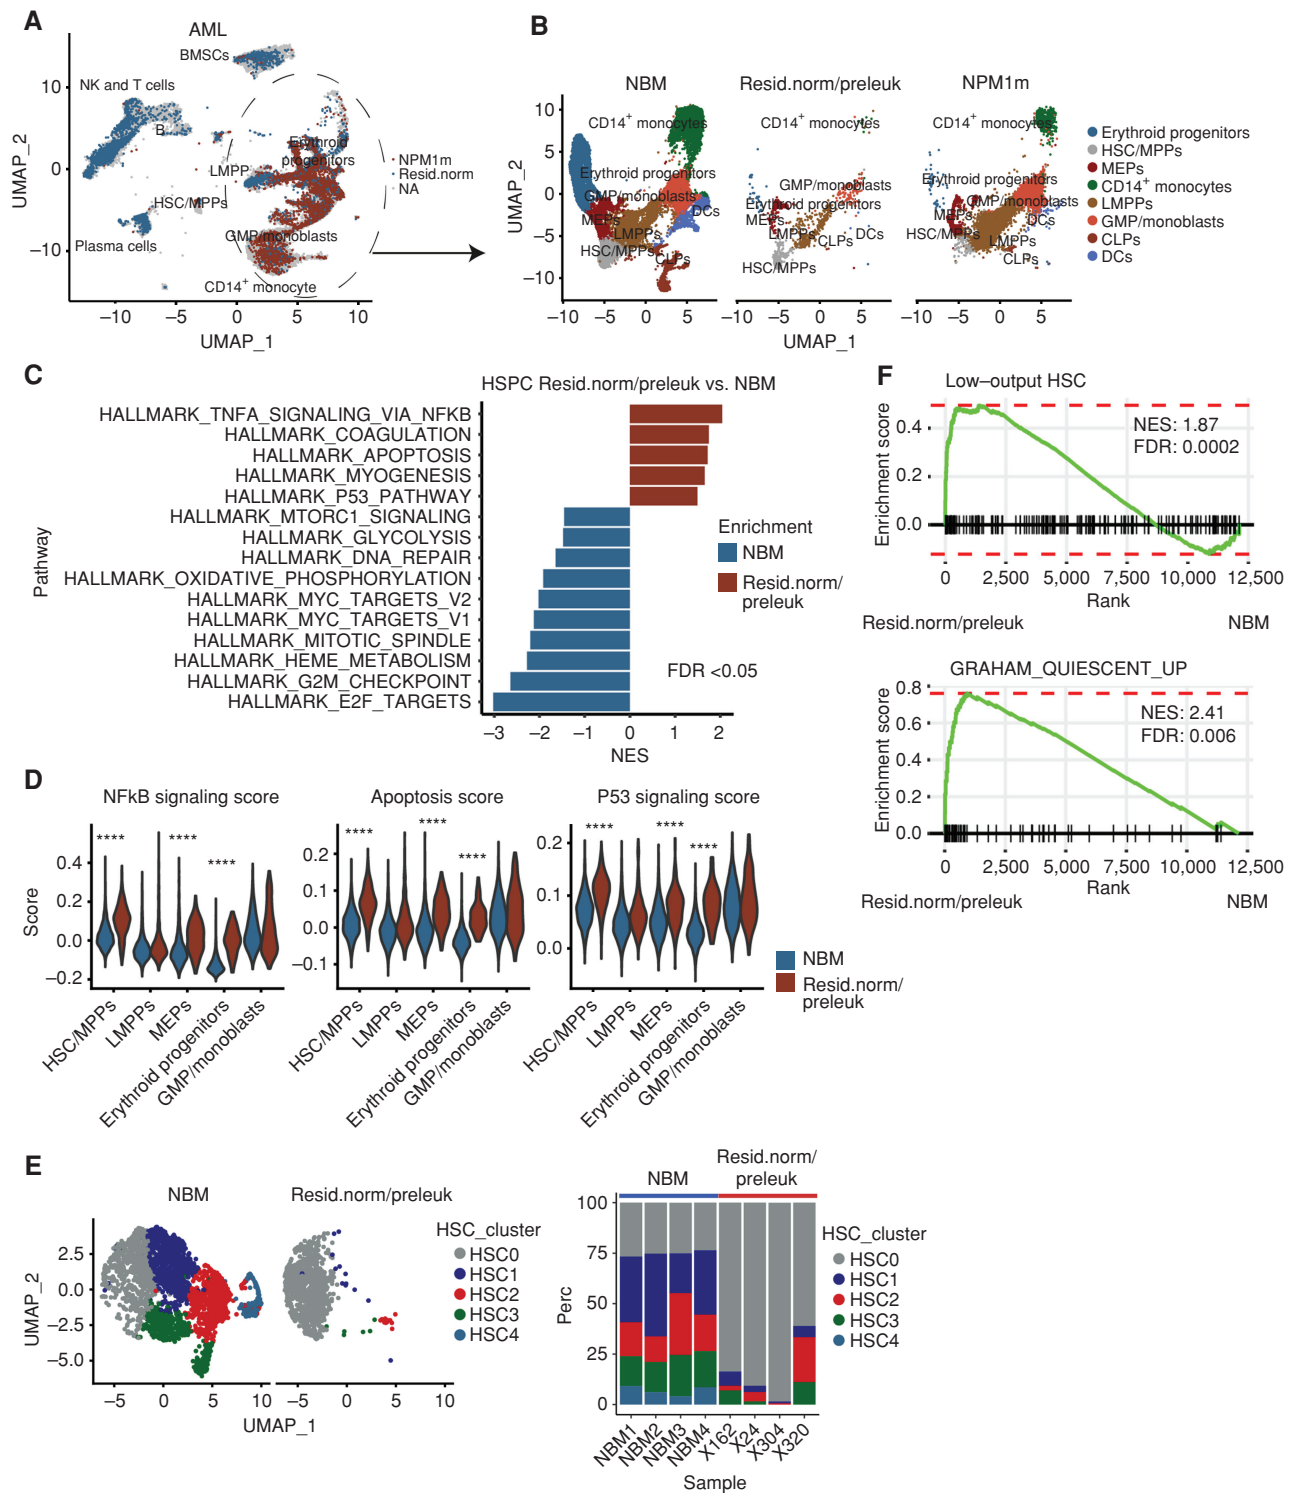 A
AML
BMSCs
NK and T cells
B
Erythroid
progenitors
LMPP
HSC/MPPs
GMP/monoblasts
Plasma cells
CD14+ monocyte
NPM1m
Resid.norm
NA
UMAP_2
10
0
−10
−10
−5
0
5
10
UMAP_1
B
NBM
Resid.norm/preleuk
NPM1m
UMAP_2
10
5
0
−5
−10
CD14+ monocytes
Erythroid progenitors
GMP/monoblasts
MEPs
DCs
LMPPs
HSC/MPPs
CLPs
CD14+ monocytes
GMP/monoblasts
Erythroid progenitors
MEPs
LMPPs
DCs
CLPs
HSC/MPPs
CD14+ monocytes
Erythroid progenitors
GMP/monoblasts
MEPs
DCs
HSC/MPPs
LMPPs
CLPs
−10 −5 0 5
−10 −5 0 5
−10 −5 0 5
UMAP_1
Erythroid progenitors
HSC/MPPs
MEPs
CD14+ monocytes
LMPPs
GMP/monoblasts
CLPs
DCs
C
HSPC Resid.norm/preleuk vs. NBM
Pathway
HALLMARK_TNFA_SIGNALING_VIA_NFKB
HALLMARK_COAGULATION
HALLMARK_APOPTOSIS
HALLMARK_MYOGENESIS
HALLMARK_P53_PATHWAY
HALLMARK_MTORC1_SIGNALING
HALLMARK_GLYCOLYSIS
HALLMARK_DNA_REPAIR
HALLMARK_OXIDATIVE_PHOSPHORYLATION
HALLMARK_MYC_TARGETS_V2
HALLMARK_MYC_TARGETS_V1
HALLMARK_MITOTIC_SPINDLE
HALLMARK_HEME_METABOLISM
HALLMARK_G2M_CHECKPOINT
HALLMARK_E2F_TARGETS
Enrichment
NBM
Resid.norm/
preleuk
FDR <0.05
−3 −2 −1 0 1 2
NES
F
Low−output HSC
Enrichment score
0.4
0.2
0.0
NES: 1.87
FDR: 0.0002
0 2,500 5,000 7,500 10,000 12,500
Rank
Resid.norm/preleuk NBM
GRAHAM_QUIESCENT_UP
Enrichment score
0.8
0.6
0.4
0.2
0.0
NES: 2.41
FDR: 0.006
0 2,500 5,000 7,500 10,000 12,500
Rank
Resid.norm/preleuk NBM
D
NFkB signaling score
Apoptosis score
P53 signaling score
Score
0.4
0.2
0.0
−0.2
**** **** ****
HSC/MPPs
LMPPs
MEPs
Erythroid progenitors
GMP/monoblasts
0.2
0.1
0.0
−0.1
**** **** ****
HSC/MPPs
LMPPs
MEPs
Erythroid progenitors
GMP/monoblasts
0.2
0.1
0.0
**** **** ****
HSC/MPPs
LMPPs
MEPs
Erythroid progenitors
GMP/monoblasts
NBM
Resid.norm/
preleuk
E
NBM
Resid.norm/preleuk
UMAP_2
2.5
0.0
−2.5
−5.0
−5 0 5 10
−5 0 5 10
UMAP_1
HSC_cluster
HSC0
HSC1
HSC2
HSC3
HSC4
NBM
Resid.norm/
preleuk
Perc
100
75
50
25
0
NBM1
NBM2
NBM3
NBM4
X162
X24
X304
X320
Sample
HSC_cluster
HSC0
HSC1
HSC2
HSC3
HSC4